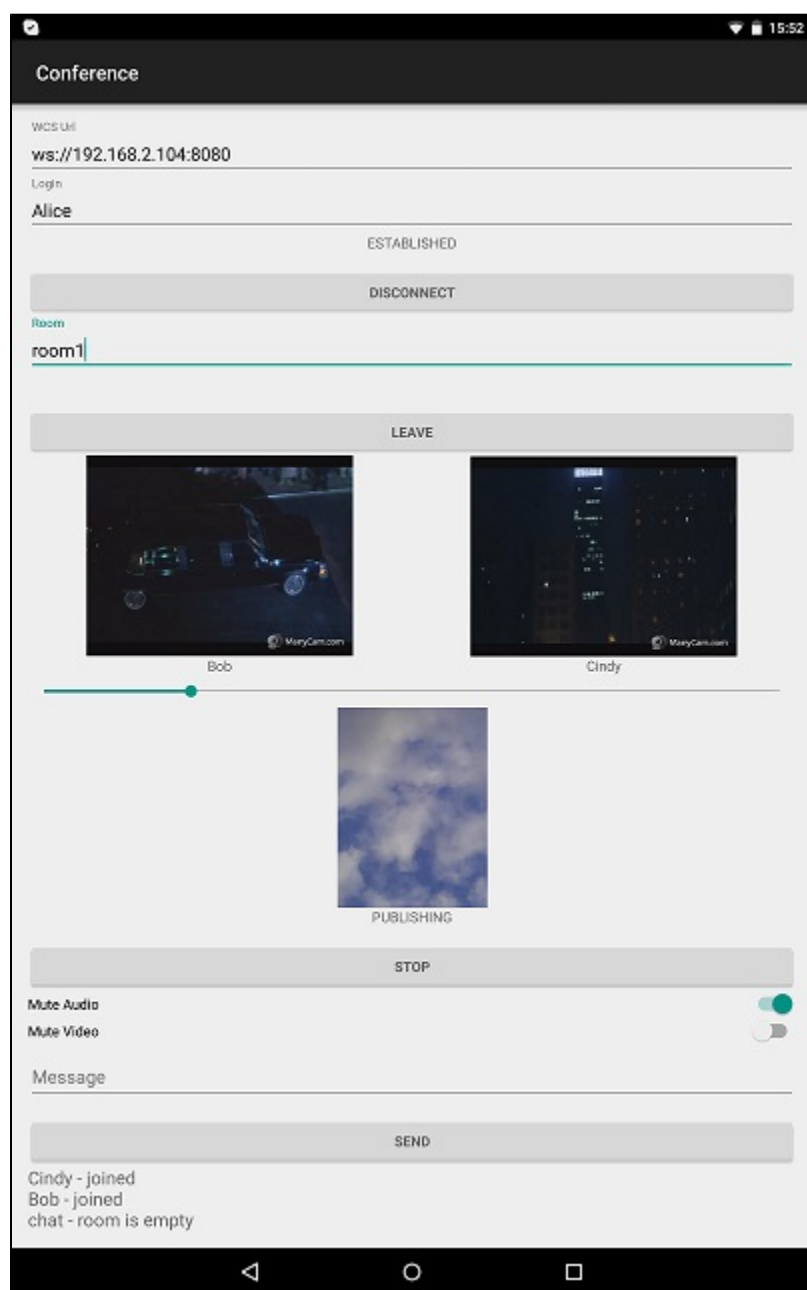 15:52
Conference
WCS Url
ws://192.168.2.104:8080
Login
Alice
ESTABLISHED
DISCONNECT
Room
room1
LEAVE
ManyCam.com
ManyCam.com
Bob
Cindy
PUBLISHING
STOP
Mute Audio
Mute Video
Message
SEND
Cindy - joined
Bob - joined
chat - room is empty